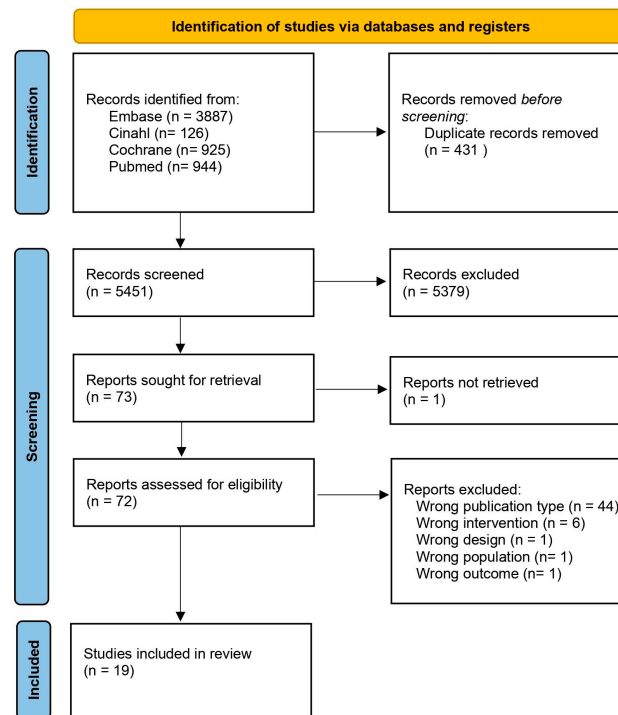 Identification of studies via databases and registers
Identification
Records identified from:
Embase (n = 3887)
Cinahl (n= 126)
Cochrane (n= 925)
Pubmed (n= 944)
Records removed before
screening:
Duplicate records removed
(n = 431 )
Screening
Records screened
(n = 5451)
Records excluded
(n = 5379)
Reports sought for retrieval
(n = 73)
Reports not retrieved
(n = 1)
Reports assessed for eligibility
(n = 72)
Reports excluded:
Wrong publication type (n = 44)
Wrong intervention (n = 6)
Wrong design (n = 1)
Wrong population (n= 1)
Wrong outcome (n= 1)
Included
Studies included in review
(n = 19)